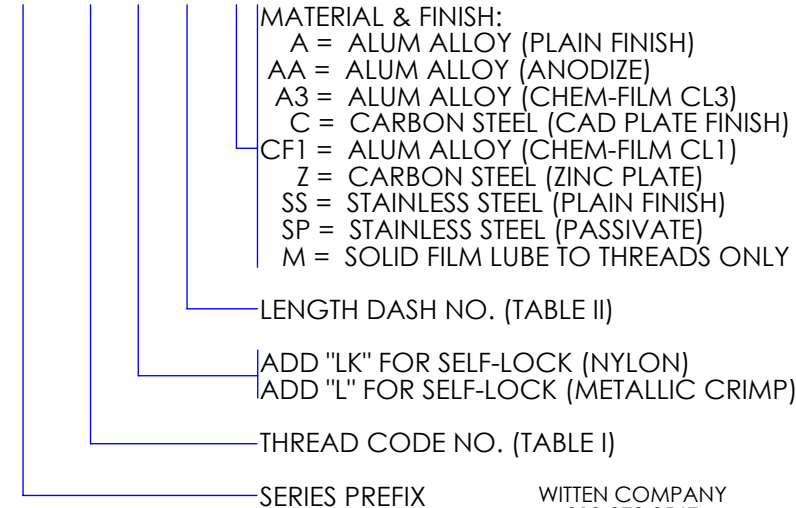 MATERIAL & FINISH:
A = ALUM ALLOY (PLAIN FINISH)
AA = ALUM ALLOY (ANODIZE)
A3 = ALUM ALLOY (CHEM-FILM CL3)
C = CARBON STEEL (CAD PLATE FINISH)
CF1 = ALUM ALLOY (CHEM-FILM CL1)
Z = CARBON STEEL (ZINC PLATE)
SS = STAINLESS STEEL (PLAIN FINISH)
SP = STAINLESS STEEL (PASSIVATE)
M = SOLID FILM LUBE TO THREADS ONLY
LENGTH DASH NO. (TABLE II)
ADD "LK" FOR SELF-LOCK (NYLON)
ADD "L" FOR SELF-LOCK (METALLIC CRIMP)
THREAD CODE NO. (TABLE I)
SERIES PREFIX
WITTEN COMPANY